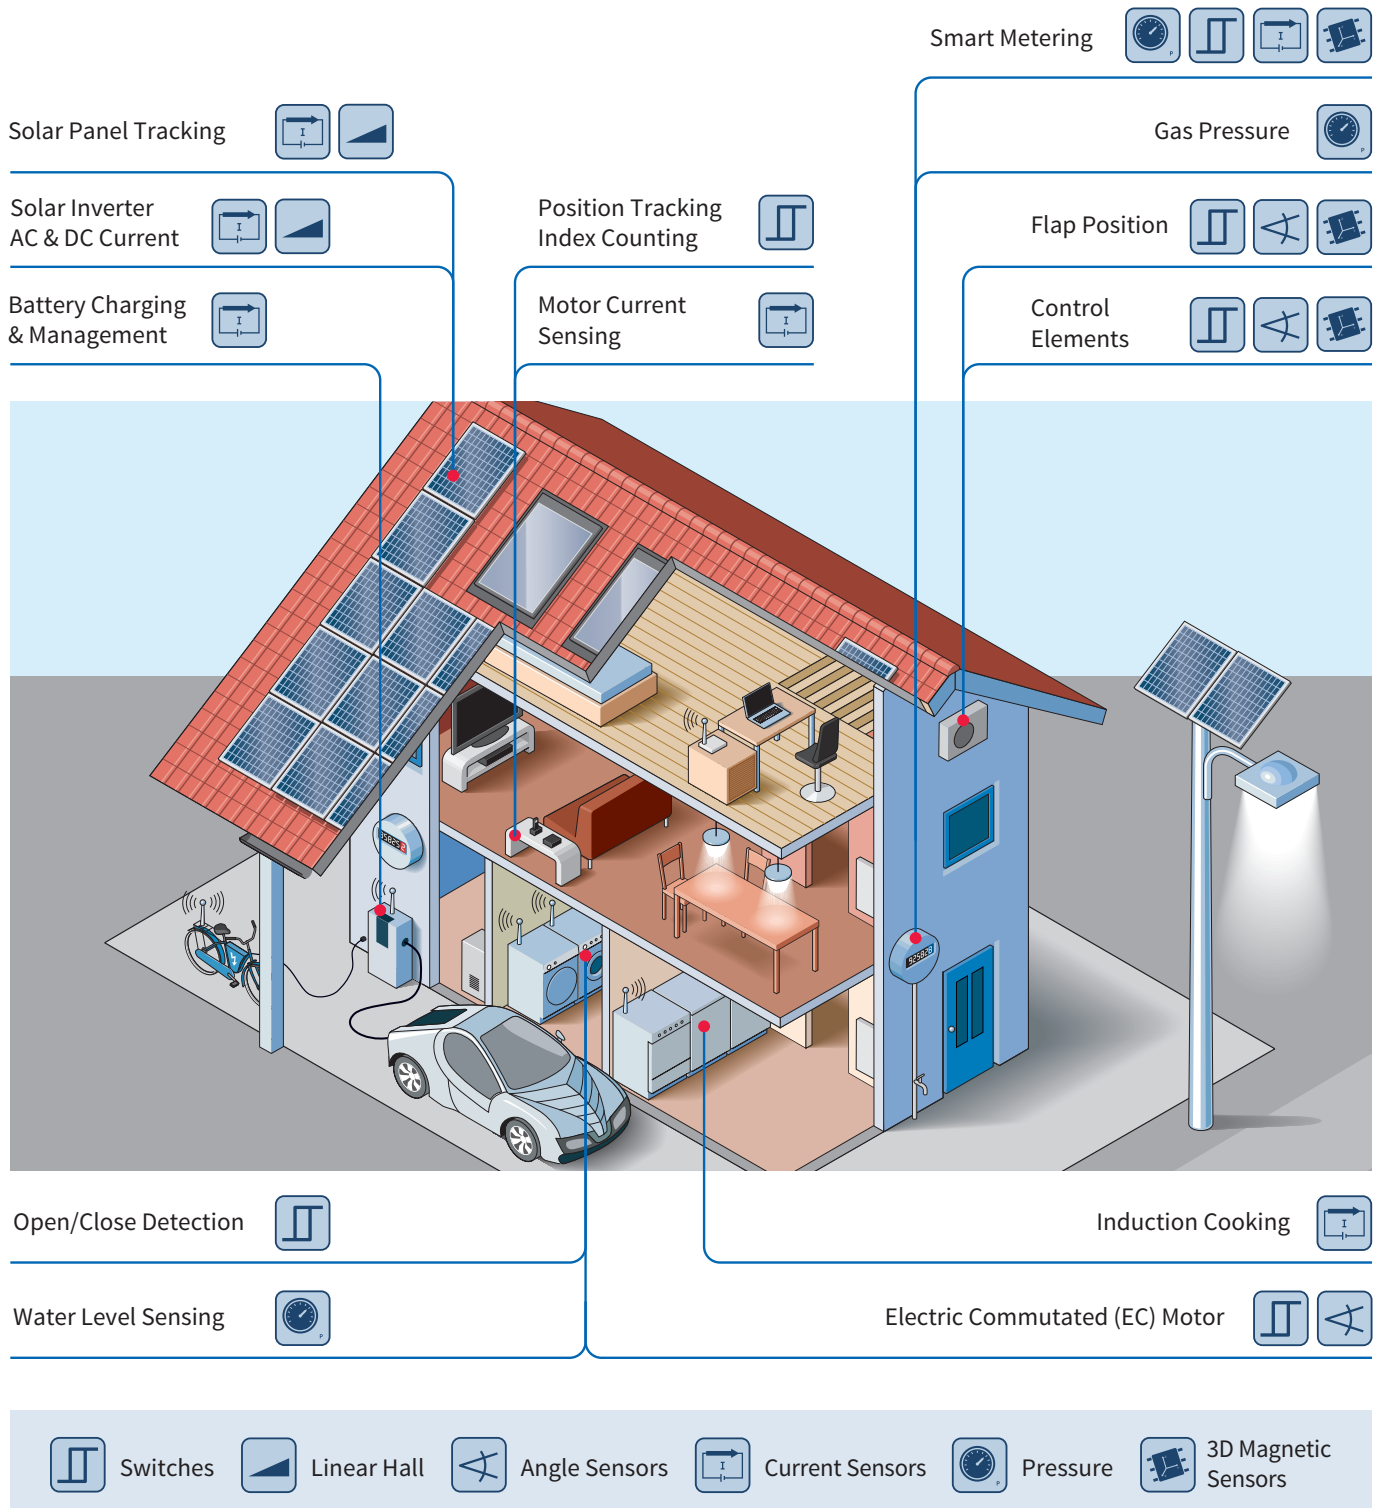 Smart Metering
P
I
Solar Panel Tracking
I
Gas Pressure
P
Solar Inverter
AC & DC Current
I
Position Tracking
Index Counting
Flap Position
Battery Charging
& Management
I
Motor Current
Sensing
I
Control
Elements
925828
Open/Close Detection
Induction Cooking
I
Water Level Sensing
P
Electric Commutated (EC) Motor
Switches
Linear Hall
Angle Sensors
I
Current Sensors
P
Pressure
3D Magnetic
Sensors